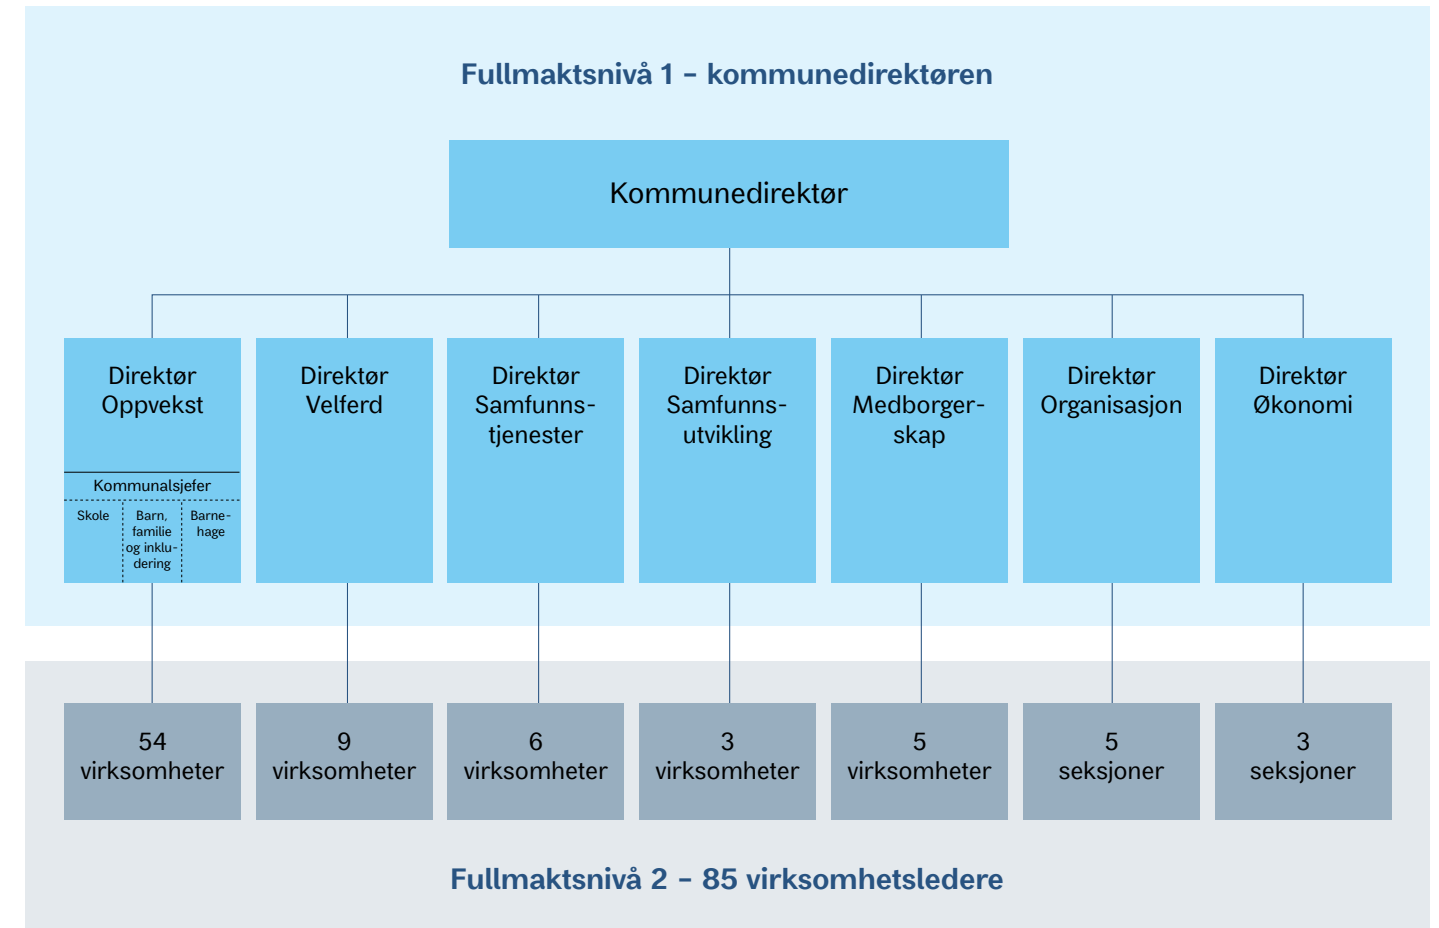 Fullmaktsnivå 1 – kommunedirektøren
Kommunedirektør
Direktør
Oppvekst
Kommunalsjefer
Skole
Barn,
familie
og inklu-
dering
Barne-
hage
Direktør
Velferd
Direktør
Samfunns-
tjenester
Direktør
Samfunns-
utvikling
Direktør
Medborger-
skap
Direktør
Organisasjon
Direktør
Økonomi
54
virksomheter
9
virksomheter
6
virksomheter
3
virksomheter
5
virksomheter
5
seksjoner
3
seksjoner
Fullmaktsnivå 2 – 85 virksomhetsledere